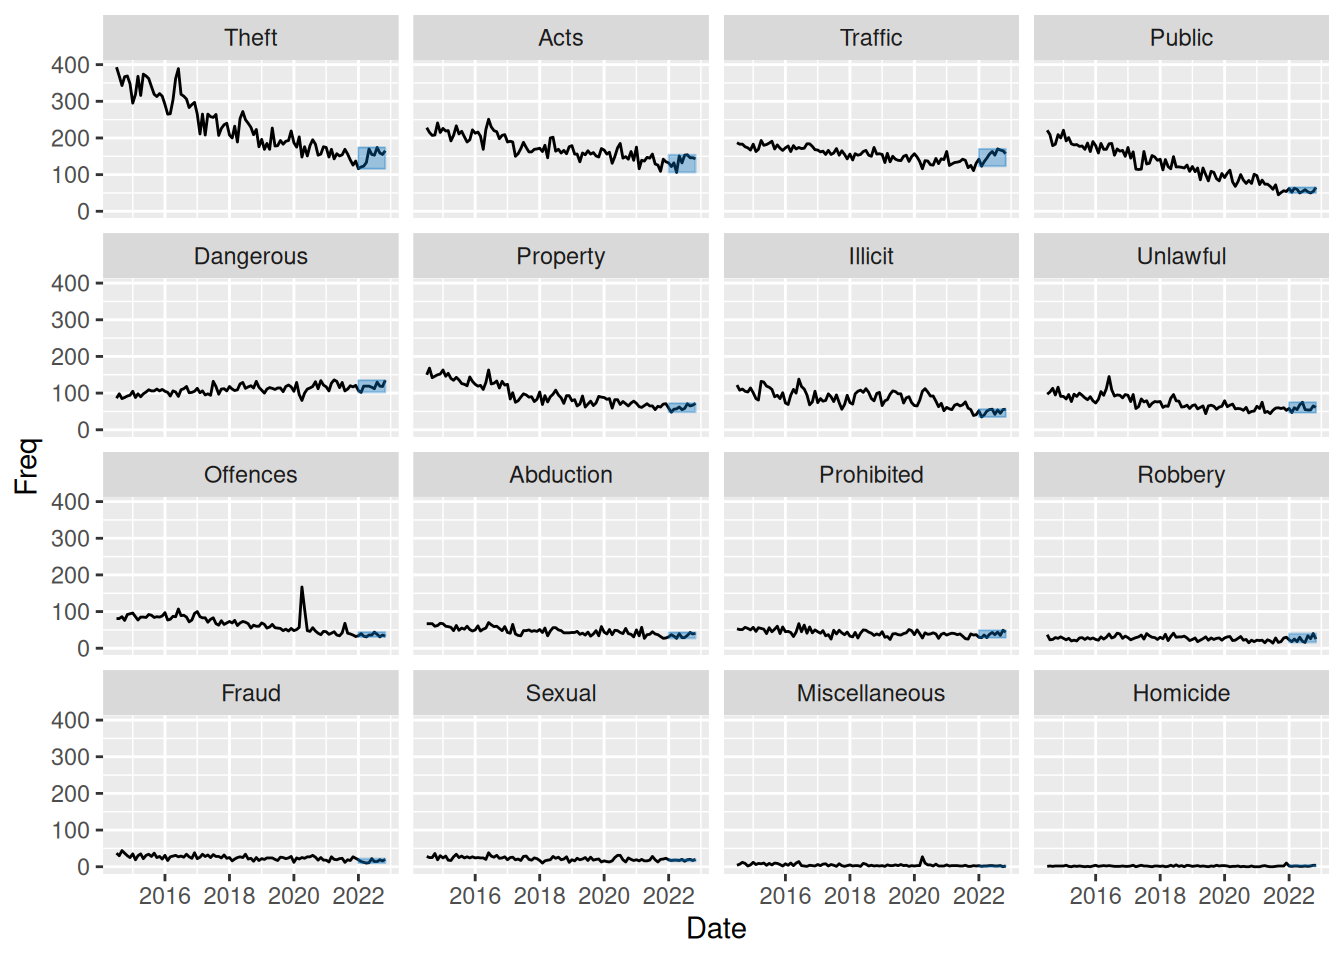 Theft Acts Traffic Public
400
300
200
100
0
Dangerous Property Illicit Unlawful
400
300
200
100
0
Freq
Offences Abduction Prohibited Robbery
400
300
200
100
0
Fraud Sexual Miscellaneous Homicide
400
300
200
100
0
2016 2018 2020 2022 2016 2018 2020 2022 2016 2018 2020 2022 2016 2018 2020 2022
Date